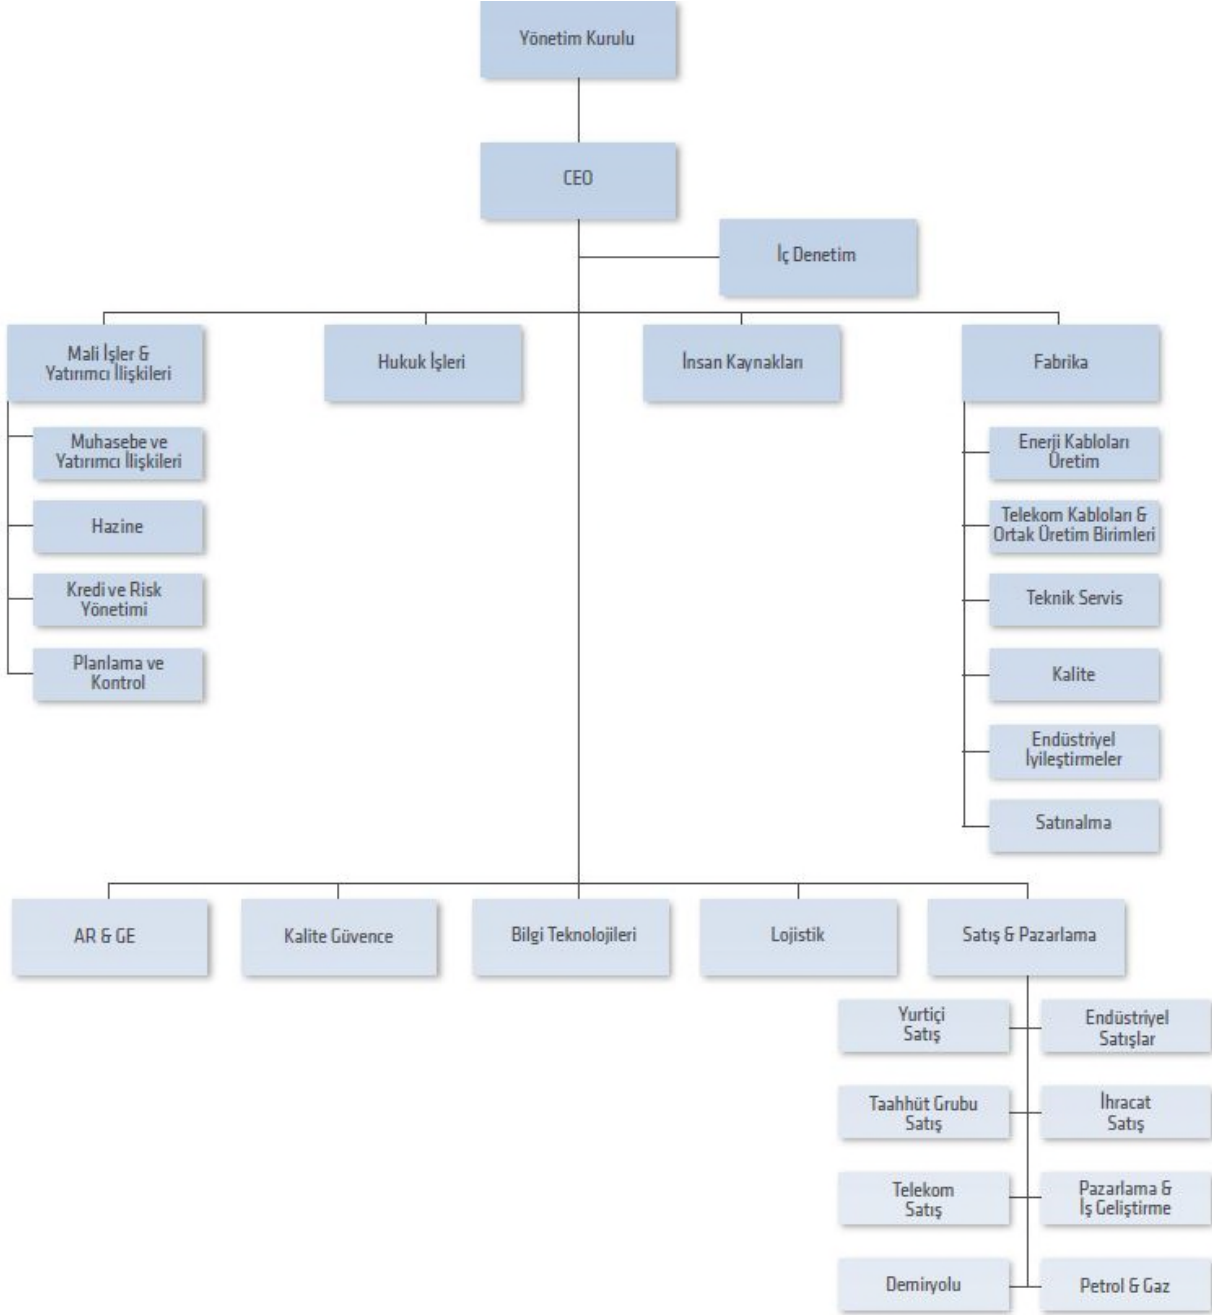 Yönetim Kurulu
CEO
İç Denetim
Mali İşler &
Yatırımcı İlişkileri
Hukuk İşleri
İnsan Kaynakları
Fabrika
Muhasebe ve
Yatırımcı İlişkileri
Hazine
Kredi ve Risk
Yönetimi
Planlama ve
Kontrol
Enerji Kabloları
Üretim
Telekom Kabloları &
Ortak Üretim Birimleri
Teknik Servis
Kalite
Endüstriyel
İyileştirmeler
Satınalma
AR & GE
Kalite Güvence
Bilgi Teknolojileri
Lojistik
Satış & Pazarlama
Yurtiçi
Satış
Endüstriyel
Satışlar
Taahhüt Grubu
Satış
İhracat
Satış
Telekom
Satış
Pazarlama &
İş Geliştirme
Demiryolu
Petrol & Gaz